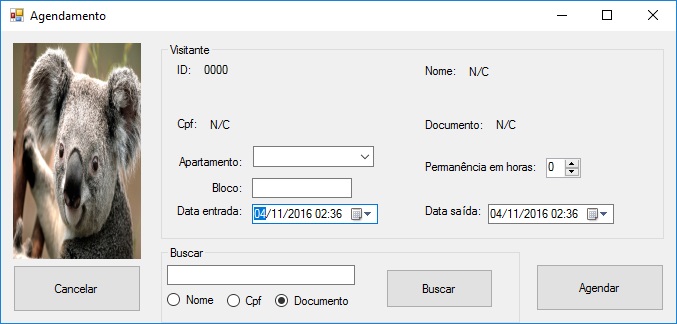 Agendamento
Visitante
ID: 0000
Nome: N/C
Cpf: N/C
Documento: N/C
Apartamento:
Permanência em horas: 0
Bloco:
Data entrada: 04/11/2016 02:36
Data saída: 04/11/2016 02:36
Buscar
Nome Cpf Documento
Buscar
Cancelar
Agendar